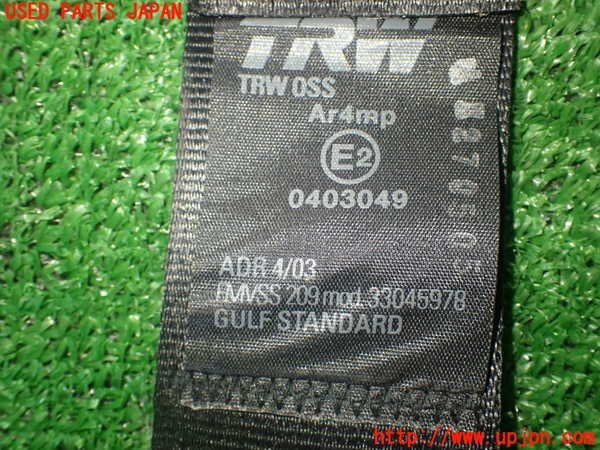 USED PARTS JAPAN
TRW
TRW OSS
Ar4mp
E2
0403049
ADR 4/03
FMVSS 209 mod. 33045978
GULF STANDARD
http://www.upjpn.com/